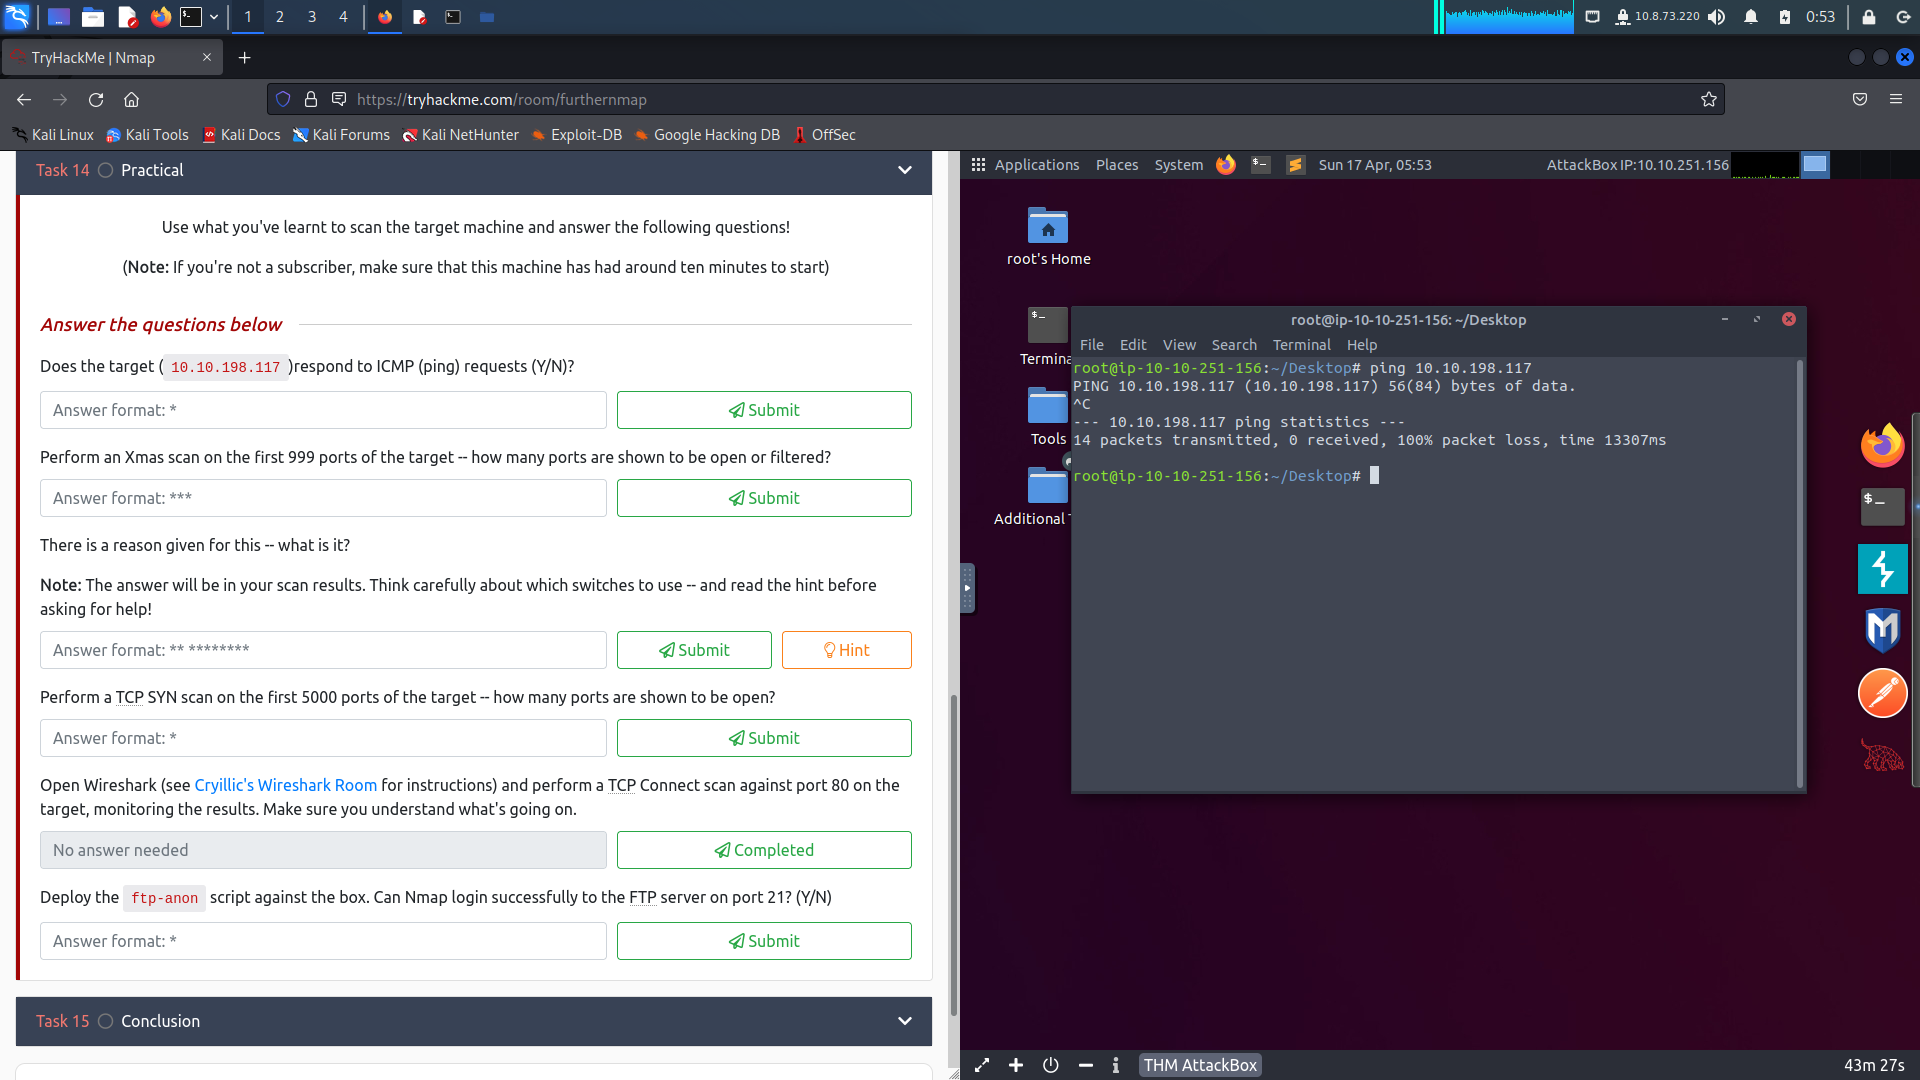 1 2 3 4
10.8.73.220
0:53
TryHackMe | Nmap
https://tryhackme.com/room/furthernmap
Kali Linux
Kali Tools
Kali Docs
Kali Forums
Kali NetHunter
Exploit-DB
Google Hacking DB
OffSec
Task 14 Practical
Use what you've learnt to scan the target machine and answer the following questions!
(Note: If you're not a subscriber, make sure that this machine has had around ten minutes to start)
Answer the questions below
Does the target ( 10.10.198.117 )respond to ICMP (ping) requests (Y/N)?
Answer format: *
Submit
Perform an Xmas scan on the first 999 ports of the target -- how many ports are shown to be open or filtered?
Answer format: ***
Submit
There is a reason given for this -- what is it?
Note: The answer will be in your scan results. Think carefully about which switches to use -- and read the hint before
asking for help!
Answer format: ** ********
Submit
Hint
Perform a TCP SYN scan on the first 5000 ports of the target -- how many ports are shown to be open?
Answer format: *
Submit
Open Wireshark (see Cryillic's Wireshark Room for instructions) and perform a TCP Connect scan against port 80 on the
target, monitoring the results. Make sure you understand what's going on.
No answer needed
Completed
Deploy the ftp-anon script against the box. Can Nmap login successfully to the FTP server on port 21? (Y/N)
Answer format: *
Submit
Task 15 Conclusion
Applications Places System
Sun 17 Apr, 05:53
AttackBox IP:10.10.251.156
root's Home
Termina
Tools
Additional T
root@ip-10-10-251-156: ~/Desktop
File Edit View Search Terminal Help
root@ip-10-10-251-156:~/Desktop# ping 10.10.198.117
PING 10.10.198.117 (10.10.198.117) 56(84) bytes of data.
^C
--- 10.10.198.117 ping statistics ---
14 packets transmitted, 0 received, 100% packet loss, time 13307ms
root@ip-10-10-251-156:~/Desktop#
THM AttackBox
43m 27s